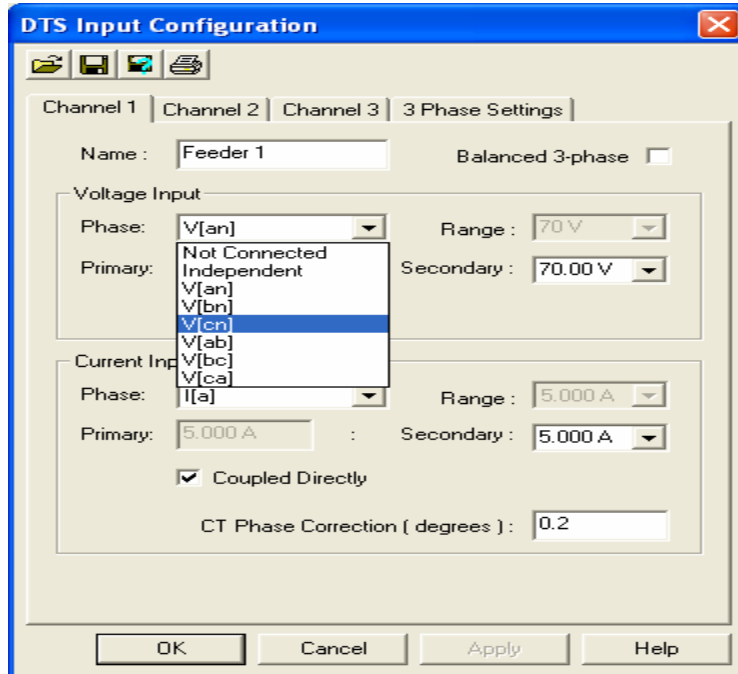 DTS Input Configuration
Channel 1 Channel 2 Channel 3 3 Phase Settings
Name : Feeder 1 Balanced 3-phase
Voltage Input
Phase: V[an] Range : 70 V
Not Connected
Primary: Independent Secondary : 70.00 V
V[an]
V[bn]
V[cn]
V[ab]
Current Inp V[bc]
V[ca]
Phase: I[a] Range : 5.000 A
Primary: 5.000 A : Secondary : 5.000 A
Coupled Directly
CT Phase Correction ( degrees ) : 0.2
OK Cancel Apply Help